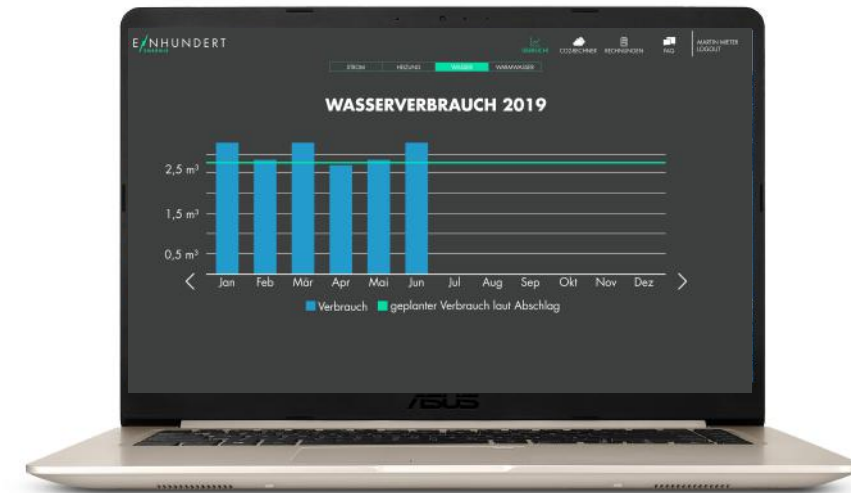 EINHUNDERT
ENERGIE
CO2RECHNER RECHNUNGEN FAQ
MARTIN MIETER
LOGOUT
STROM HEIZUNG WASSER WARMWASSER
WASSERVERBRAUCH 2019
2,5 m³
1,5 m³
0,5 m³
Jan Feb Mär Apr Mai Jun Jul Aug Sep Okt Nov Dez
Verbrauch geplanter Verbrauch laut Abschlag
ASUS